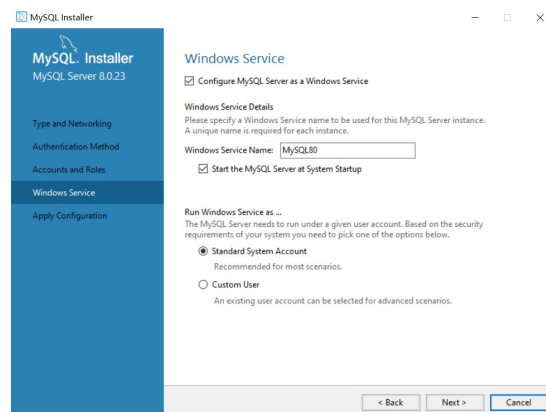 MySQL Installer
MySQL. Installer
MySQL Server 8.0.23
Type and Networking
Authentication Method
Accounts and Roles
Windows Service
Apply Configuration
Windows Service
Configure MySQL Server as a Windows Service
Windows Service Details
Please specify a Windows Service name to be used for this MySQL Server instance.
A unique name is required for each instance.
Windows Service Name: MySQL80
Start the MySQL Server at System Startup
Run Windows Service as ...
The MySQL Server needs to run under a given user account. Based on the security
requirements of your system you need to pick one of the options below.
Standard System Account
Recommended for most scenarios.
Custom User
An existing user account can be selected for advanced scenarios.
< Back Next > Cancel